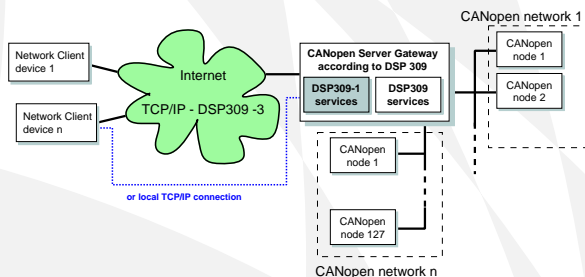 CANopen network 1
Network Client
device 1
Network Client
device n
Internet
TCP/IP - DSP309 -3
or local TCP/IP connection
CANopen Server Gateway
according to DSP 309
DSP309-1
services
DSP309
services
CANopen
node 1
CANopen
node 2
CANopen
node 1
CANopen
node 127
CANopen network n